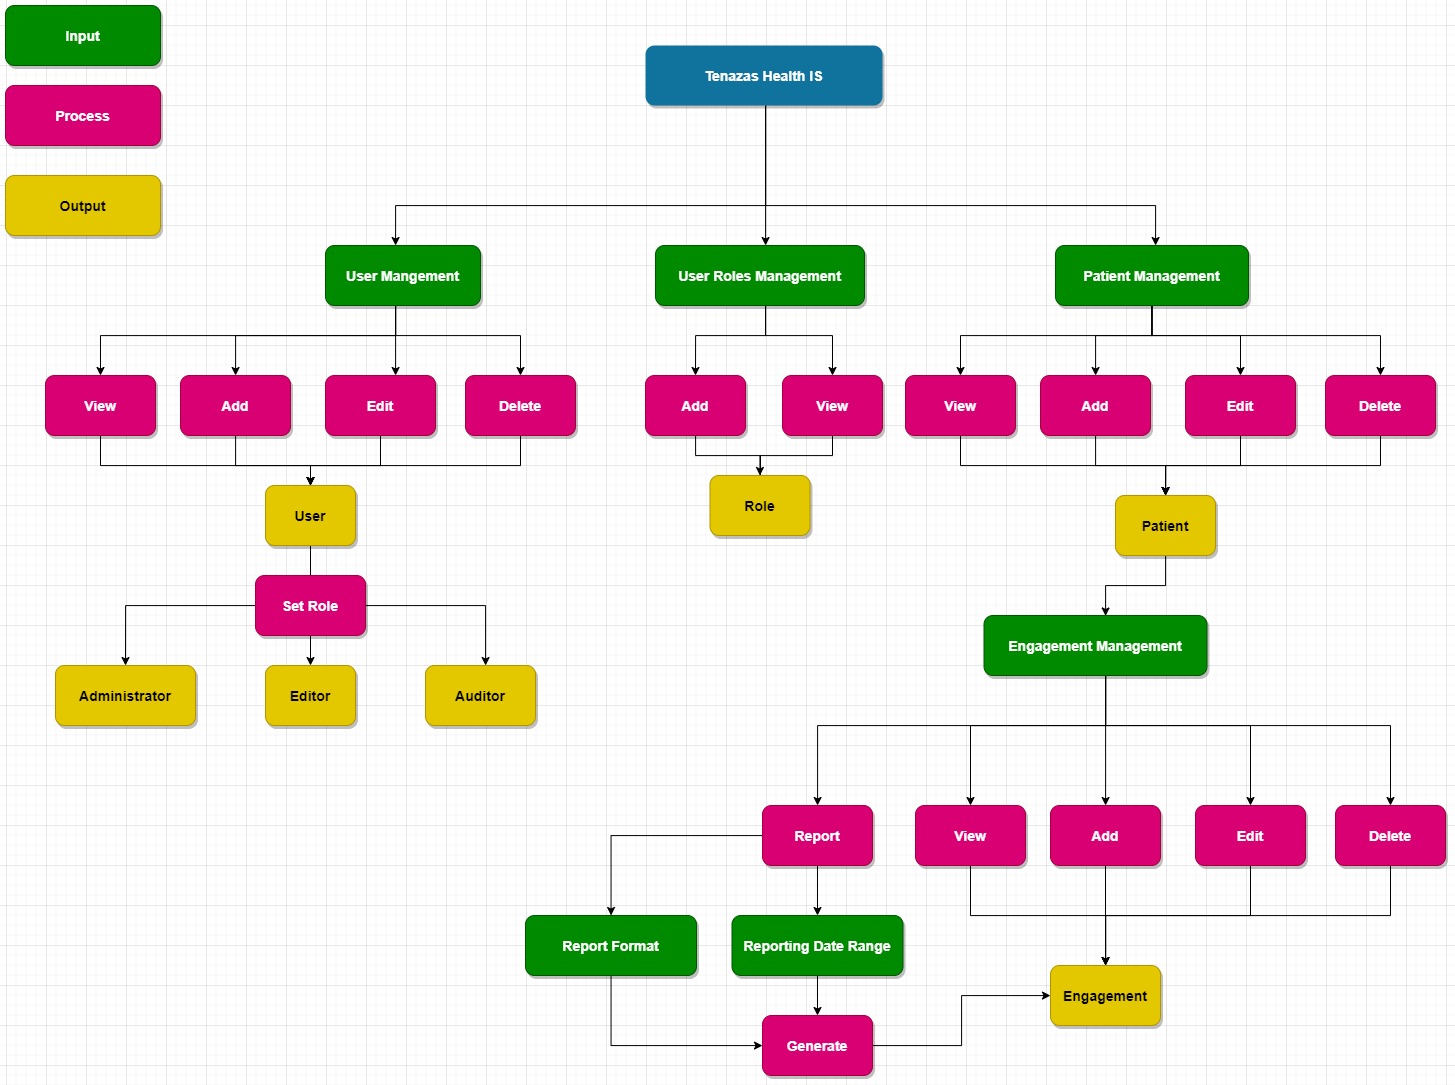 Input
Process
Output
Tenazas Health IS
User Mangement
User Roles Management
Patient Management
View
Add
Edit
Delete
Add
View
View
Add
Edit
Delete
User
Role
Patient
Set Role
Administrator
Editor
Auditor
Engagement Management
Report
View
Add
Edit
Delete
Report Format
Reporting Date Range
Engagement
Generate